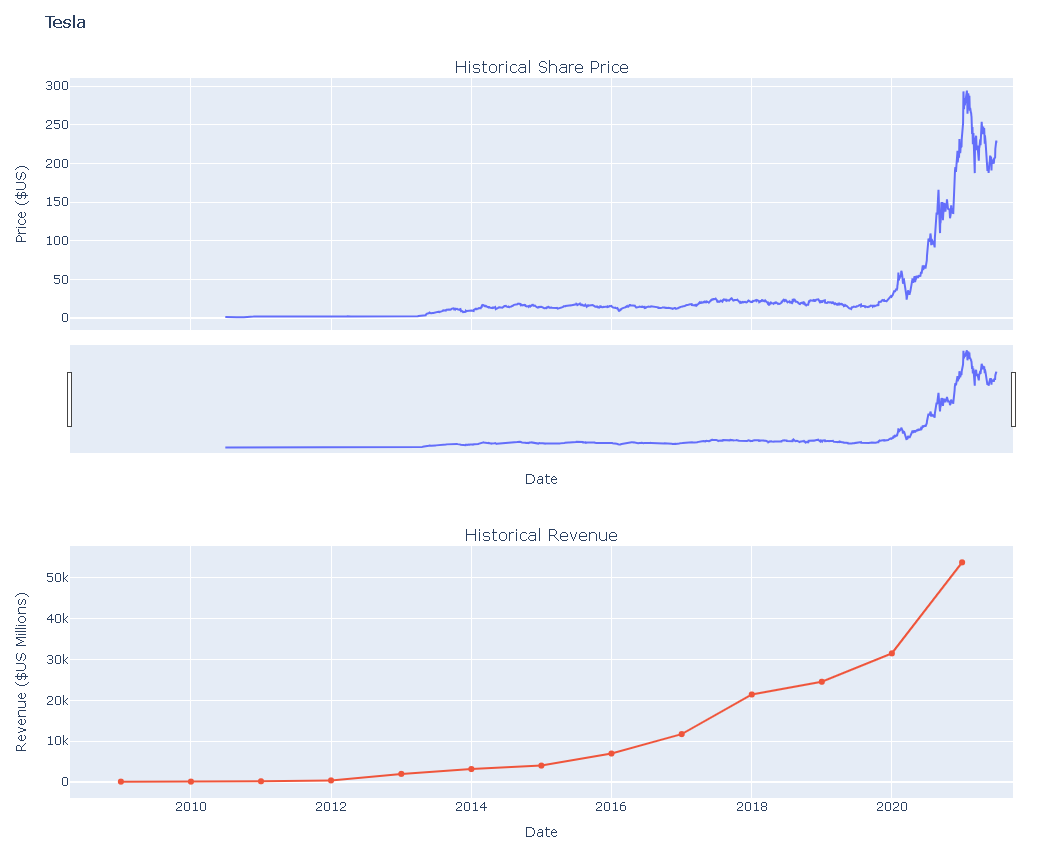 Tesla
Historical Share Price
Price ($US)
300
250
200
150
100
50
0
Date
Historical Revenue
Revenue ($US Millions)
50k
40k
30k
20k
10k
0
2010 2012 2014 2016 2018 2020
Date